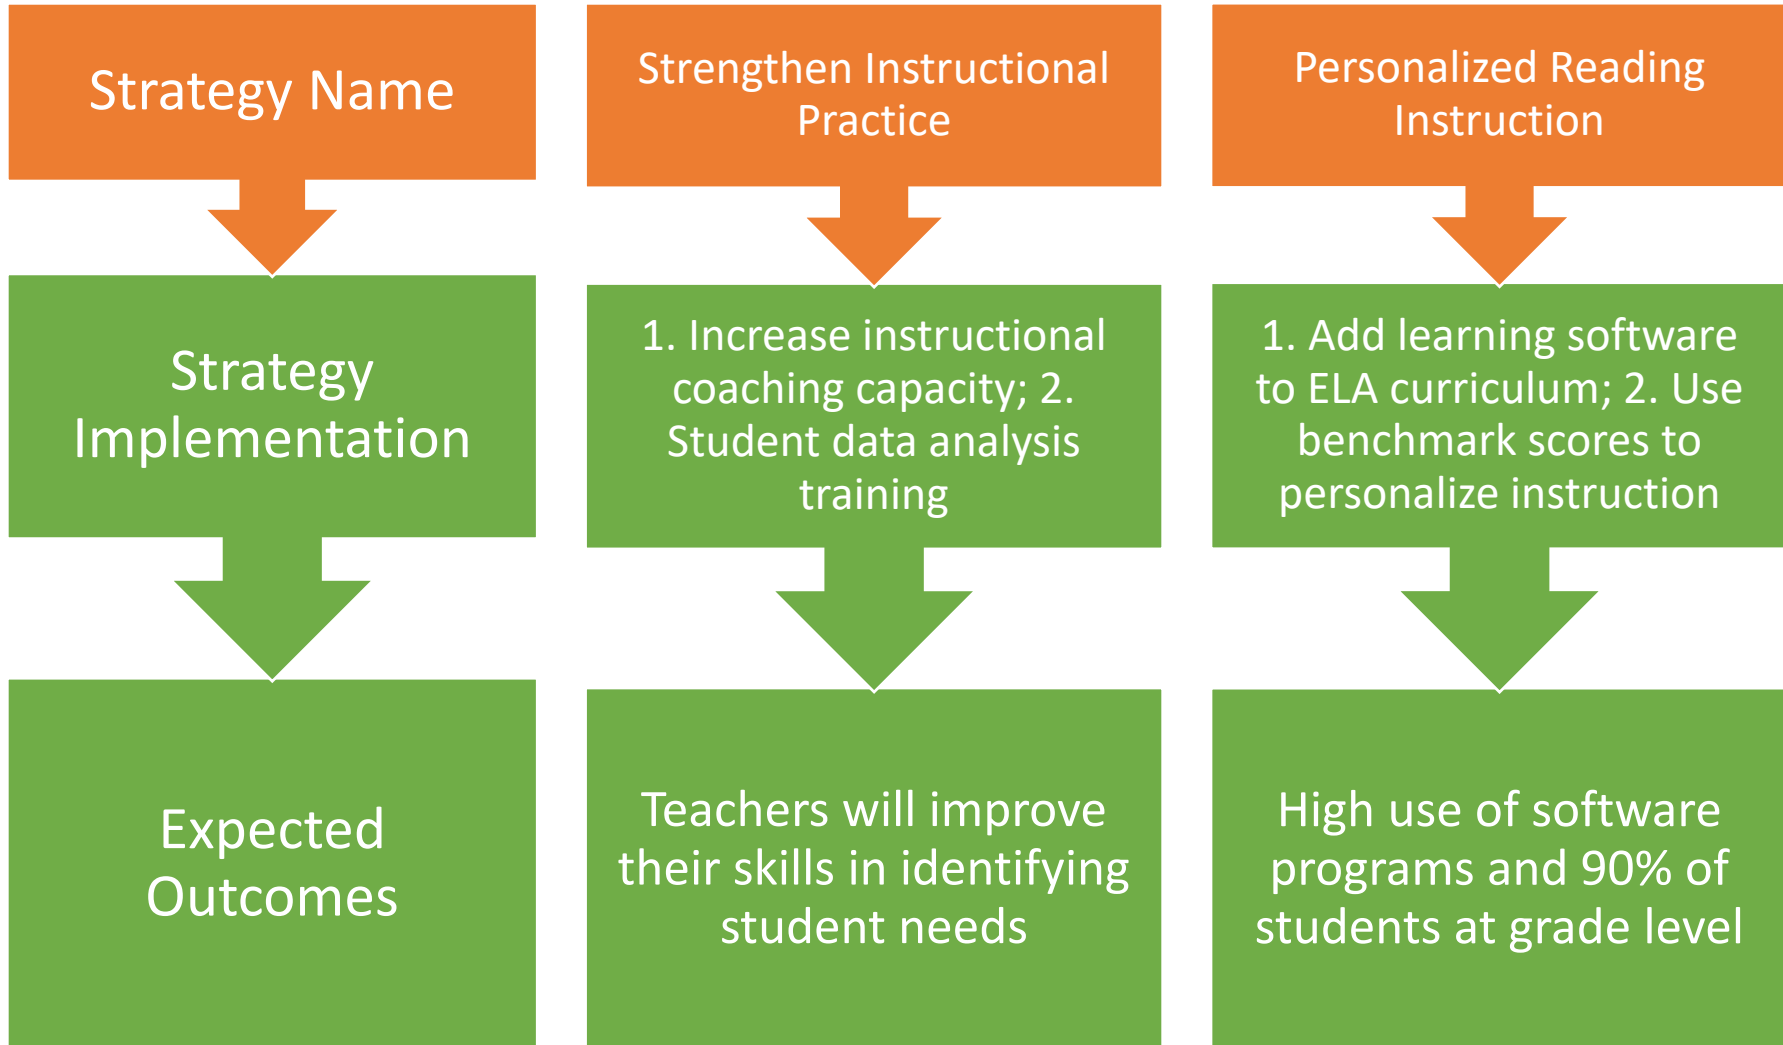 Strategy Name
Strategy
Implementation
Expected
Outcomes
Strengthen Instructional
Practice
1. Increase instructional
coaching capacity; 2.
Student data analysis
training
Teachers will improve
their skills in identifying
student needs
Personalized Reading
Instruction
1. Add learning software
to ELA curriculum; 2. Use
benchmark scores to
personalize instruction
High use of software
programs and 90% of
students at grade level